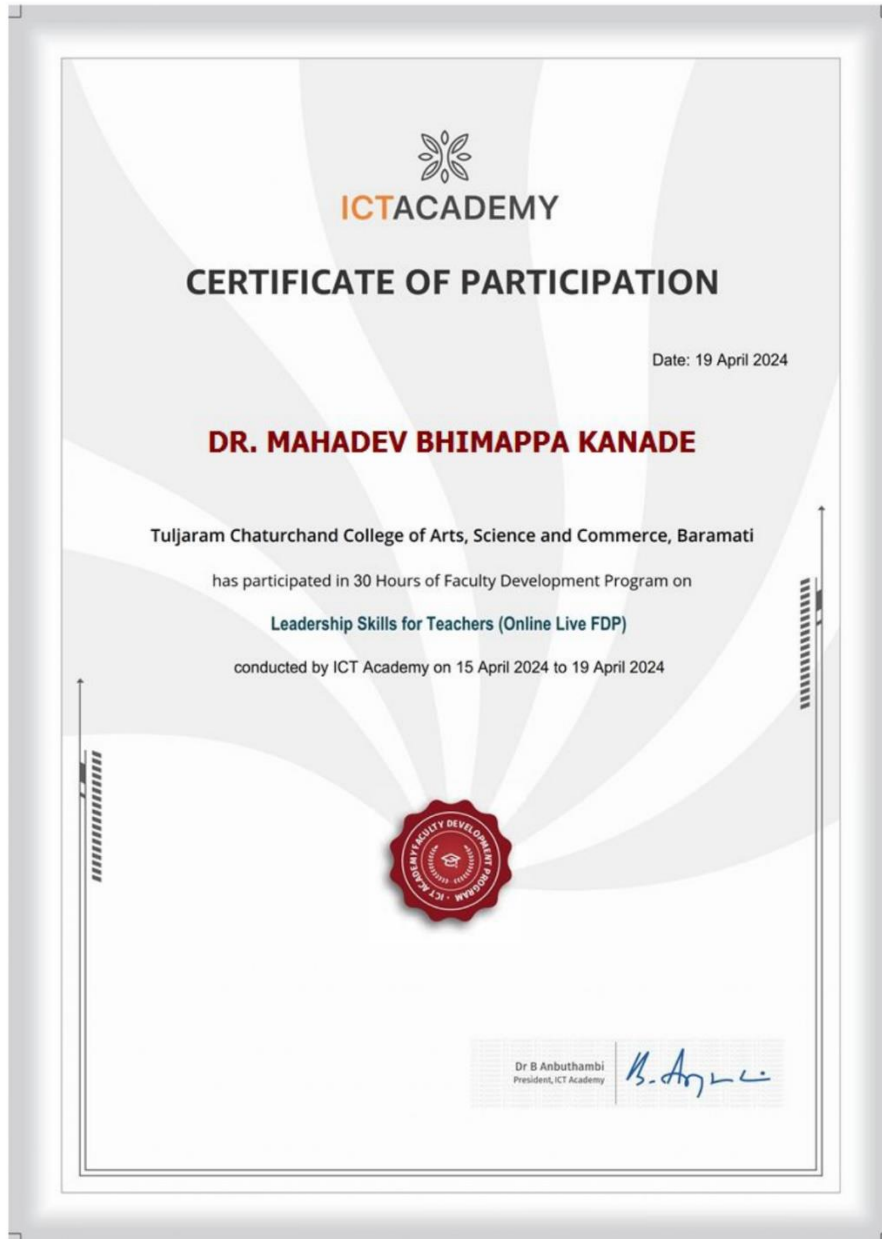 ICTACADEMY
CERTIFICATE OF PARTICIPATION
Date: 19 April 2024
DR. MAHADEV BHIMAPPA KANADE
Tuljaram Chaturchand College of Arts, Science and Commerce, Baramati
has participated in 30 Hours of Faculty Development Program on
Leadership Skills for Teachers (Online Live FDP)
conducted by ICT Academy on 15 April 2024 to 19 April 2024
ICT ACADEMY FACULTY DEVELOPMENT PROGRAM
Dr B Anbuthambi
President, ICT Academy